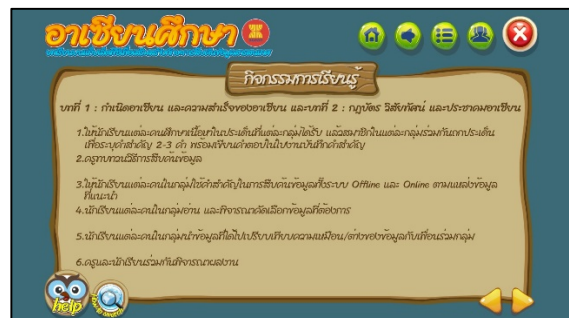 อาเซียนศึกษา
กิจกรรมการเรียนรู้
บทที่ 1 : กำเนิดอาเซียน และความสำเร็จของอาเซียน และบทที่ 2 : กฎบัตร วิสัยทัศน์ และประชาคมอาเซียน
1.ให้นักเรียนแต่ละคนศึกษาเนื้อหาในประเด็นที่แต่ละกลุ่มได้รับ แล้วสมาชิกในแต่ละกลุ่มร่วมกันถกประเด็น
เพื่อระบุคำสำคัญ 2-3 คำ พร้อมเขียนคำตอบในใบงานบันทึกคำสำคัญ
2.ครูทบทวนวิธีการสืบค้นข้อมูล
3.ให้นักเรียนแต่ละคนในกลุ่มใช้คำสำคัญในการสืบค้นข้อมูลทั้งระบบ Offline และ Online ตามแหล่งข้อมูล
ที่แนะนำ
4.นักเรียนแต่ละคนในกลุ่มอ่าน และพิจารณาคัดเลือกข้อมูลที่ต้องการ
5.นักเรียนแต่ละคนในกลุ่มนำข้อมูลที่ได้ไปเปรียบเทียบความเหมือน/ต่างของข้อมูลกับเพื่อนร่วมกลุ่ม
6.ครูและนักเรียนร่วมกันพิจารณาผลงาน
help